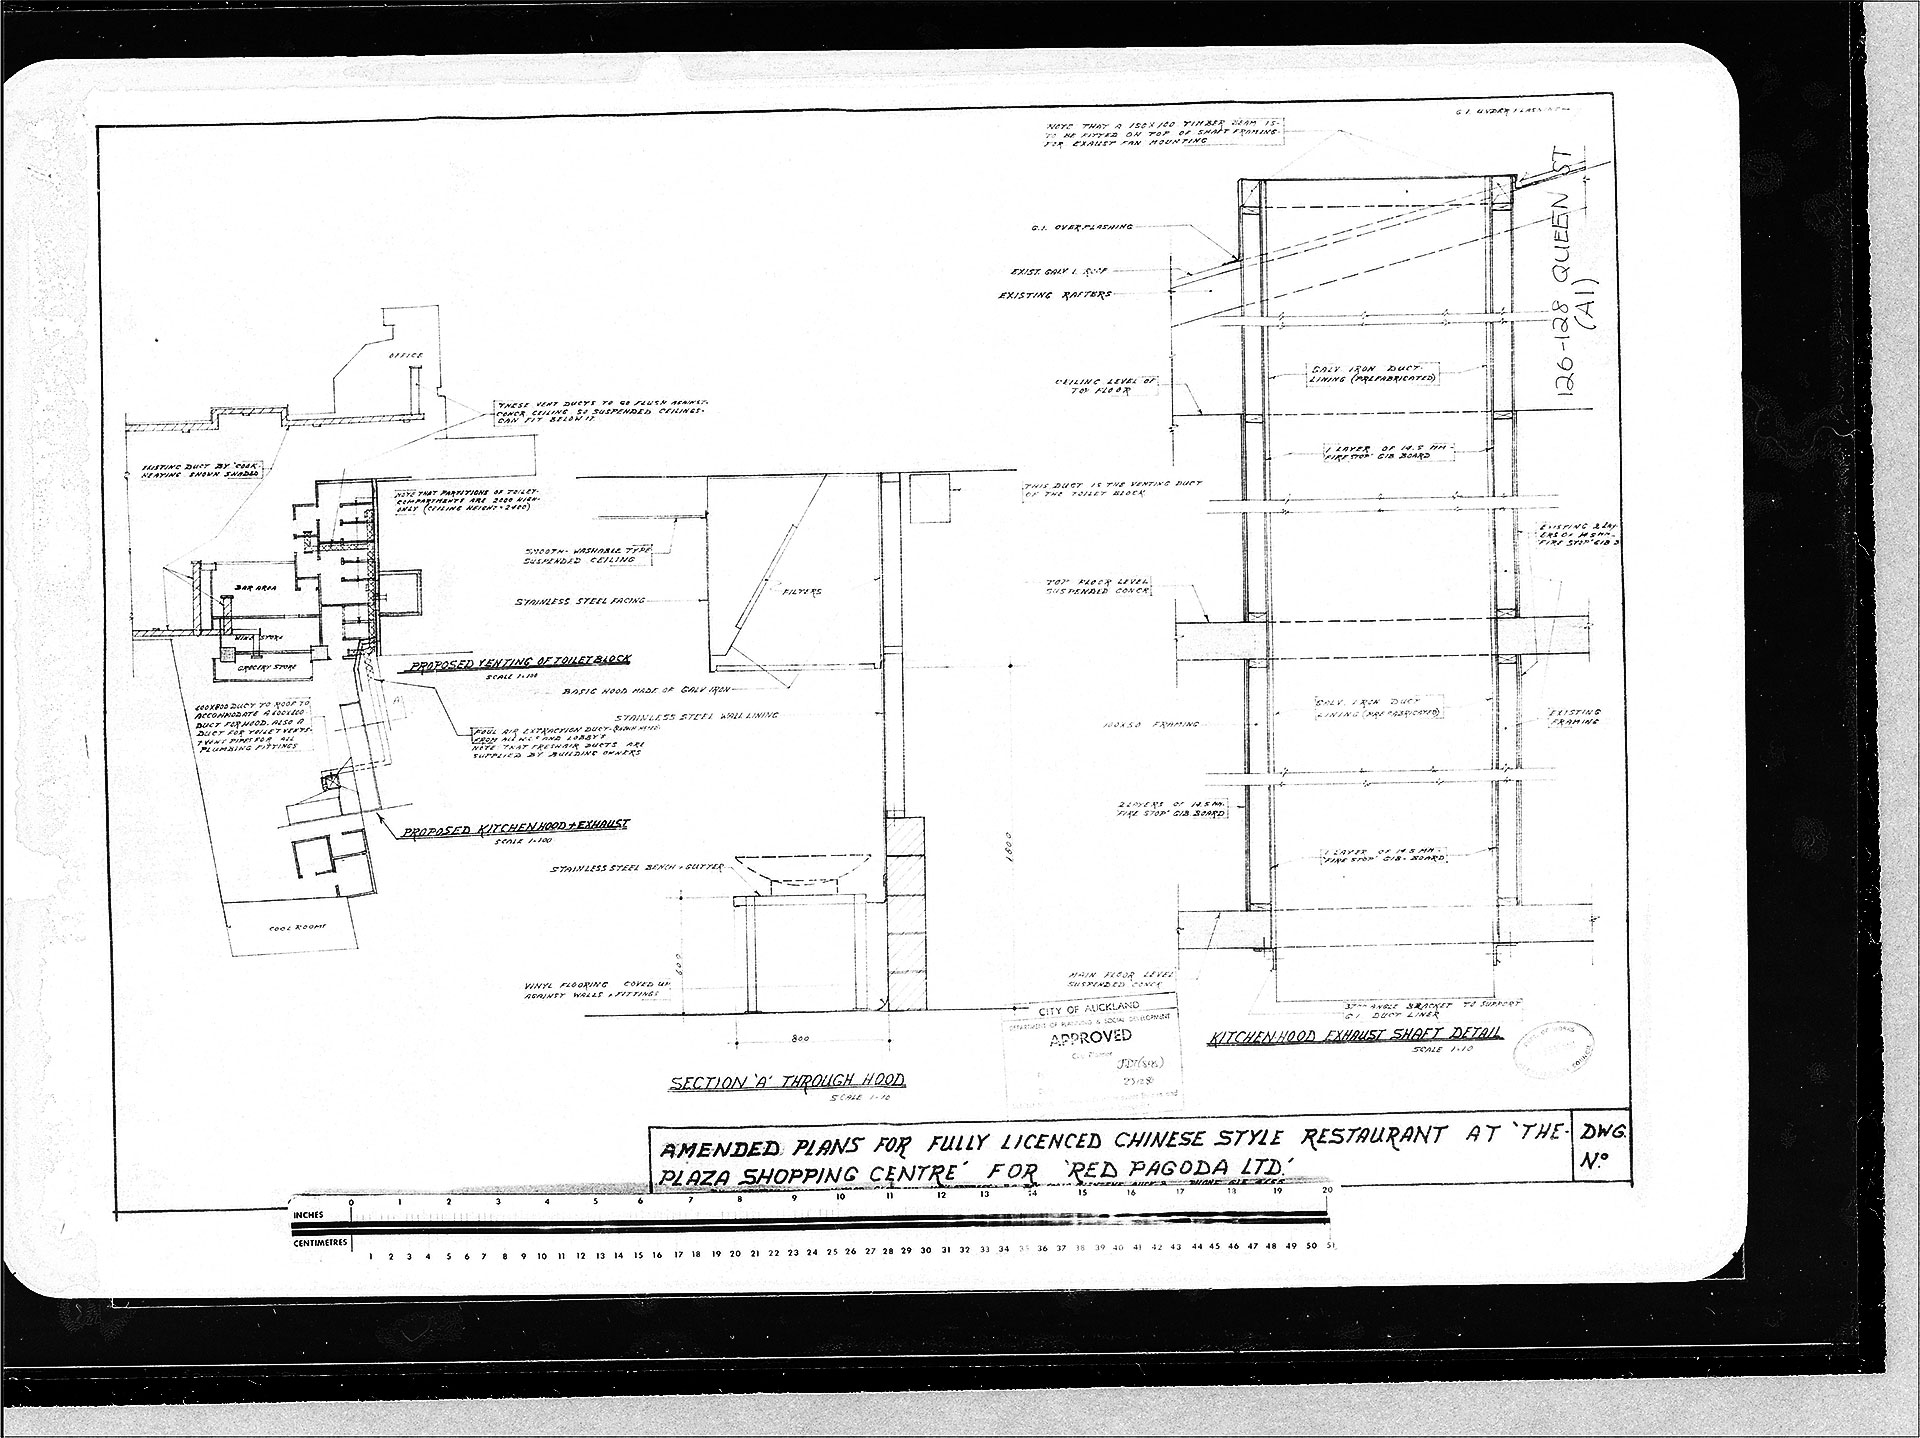 G.I. UNDER FLASHING
NOTE THAT A 150X100 TIMBER BEAM IS-
TO BE FITTED ON TOP OF SHAFT FRAMING-
FOR EXAUST FAN MOUNTING
126-128 QUEEN ST
(A1)
G.I. OVERFLASHING
EXIST. GALV I. ROOF
EXISTING RAFTERS
CEILING LEVEL OF
TOP FLOOR
GALV IRON DUCT-
LINING (PREFABRICATED)
1 LAYER OF 14.5 MM-
'FIRE STOP' GIB BOARD
THIS DUCT IS THE VENTING DUCT
OF THE TOILET BLOCK
EXISTING 2 LAY-
ERS OF 14.5 MM-
'FIRE STOP' GIB B
TOP FLOOR LEVEL
SUSPENDED CONCR.
GALV. IRON DUCT
LINING (PREFABRICATED)
100X50 FRAMING
EXISTING
FRAMING
2 LAYERS OF 14.5 MM.
'FIRE STOP' GIB. BOARD
1 LAYER OF 14.5 MM-
'FIRE STOP' GIB- BOARD
1800
MAIN FLOOR LEVEL
SUSPENDED CONCR
ANGLE BRACKET TO SUPPORT
G.I. DUCT LINER
KITCHENHOOD EXHAUST SHAFT DETAIL
SCALE 1-10
OFFICE
THESE VENT DUCTS TO GO FLUSH AGAINST-
CONCR CEILING SO SUSPENDED CEILINGS-
CAN FIT BELOW IT.
EXISTING DUCT BY 'COOK-
HEATING SHOWN SHADED
NOTE THAT PARTITIONS OF TOILET-
COMPARTMENTS ARE 2000 HIGH-
ONLY (CEILING HEIGHT=2400)
BAR AREA
WINE STORE
GROCERY STORE
PROPOSED VENTING OF TOILET BLOCK
SCALE 1-100
600X800 DUCT TO ROOF TO
ACCOMMODATE A 600X600
DUCT FOR HOOD. ALSO A
DUCT FOR TOILET VENTS-
+ VENT PIPES FOR ALL
PLUMBING FITTINGS
A
FOUL AIR EXTRACTION DUCT-
FROM ALL W.C.s AND LOBBY'S
NOTE THAT FRESH AIR DUCTS ARE
SUPPLIED BY BUILDING OWNERS
PROPOSED KITCHENHOOD + EXHAUST
SCALE 1-100
COOL ROOMS
SMOOTH- WASHABLE TYPE
SUSPENDED CEILING
STAINLESS STEEL FACING
FILTERS
BASIC HOOD MADE OF GALV IRON
STAINLESS STEEL WALL LINING
STAINLESS STEEL BENCH + GUTTER
600
VINYL FLOORING COVED UP
AGAINST WALLS + FITTINGS
800
SECTION 'A' THROUGH HOOD
SCALE 1-10
CITY OF AUCKLAND
DEPARTMENT OF PLANNING & SOCIAL DEVELOPMENT
APPROVED
City Planner
AMENDED PLANS FOR FULLY LICENCED CHINESE STYLE RESTAURANT AT 'THE-
PLAZA SHOPPING CENTRE' FOR 'RED PAGODA LTD.'
DWG.
No
INCHES 0 1 2 3 4 5 6 7 8 9 10 11 12 13 14 15 16 17 18 19 20
CENTIMETRES 1 2 3 4 5 6 7 8 9 10 11 12 13 14 15 16 17 18 19 20 21 22 23 24 25 26 27 28 29 30 31 32 33 34 35 36 37 38 39 40 41 42 43 44 45 46 47 48 49 50 51